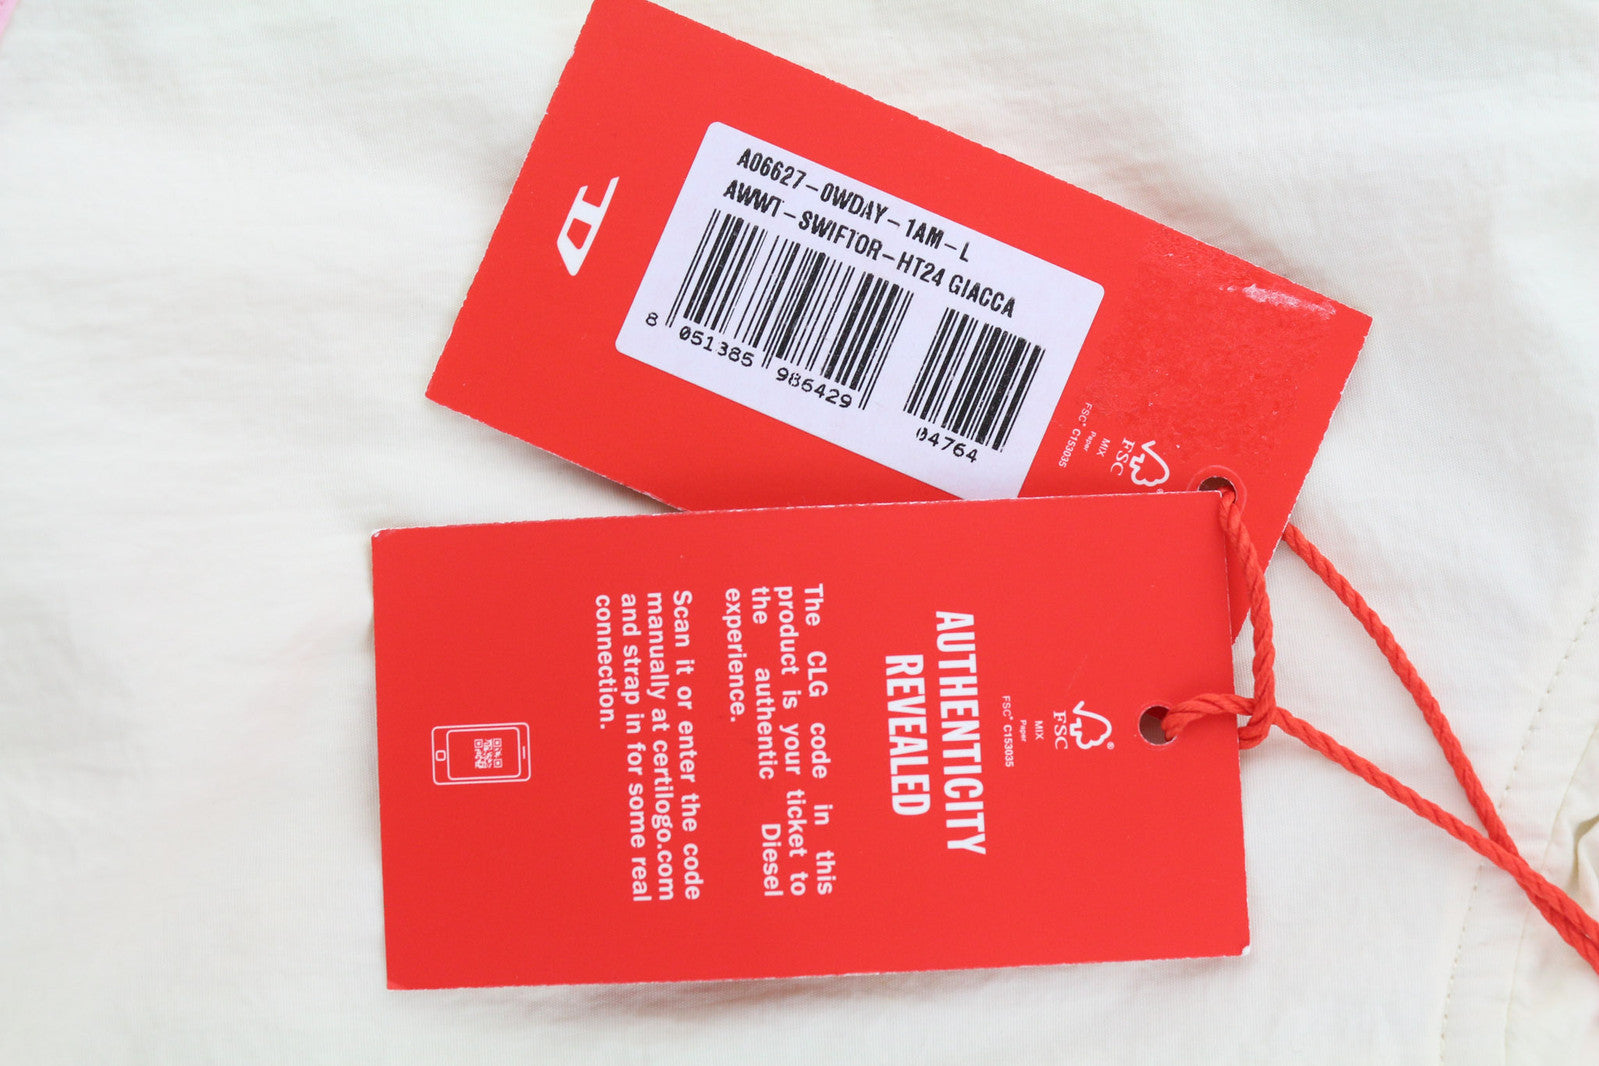 A06627-0WDAY-1AM-L
AWWT-SWIFTOR-HT24 GIACCA
8 051385 986429
04764
FSC
MIX
Paper
FSC® C153035
FSC®
MIX
Paper
FSC® C153035
AUTHENTICITY
REVEALED
The CLG code in this
product is your ticket to
the authentic Diesel
experience.
Scan it or enter the code
manually at certilogo.com
and strap in for some real
connection.